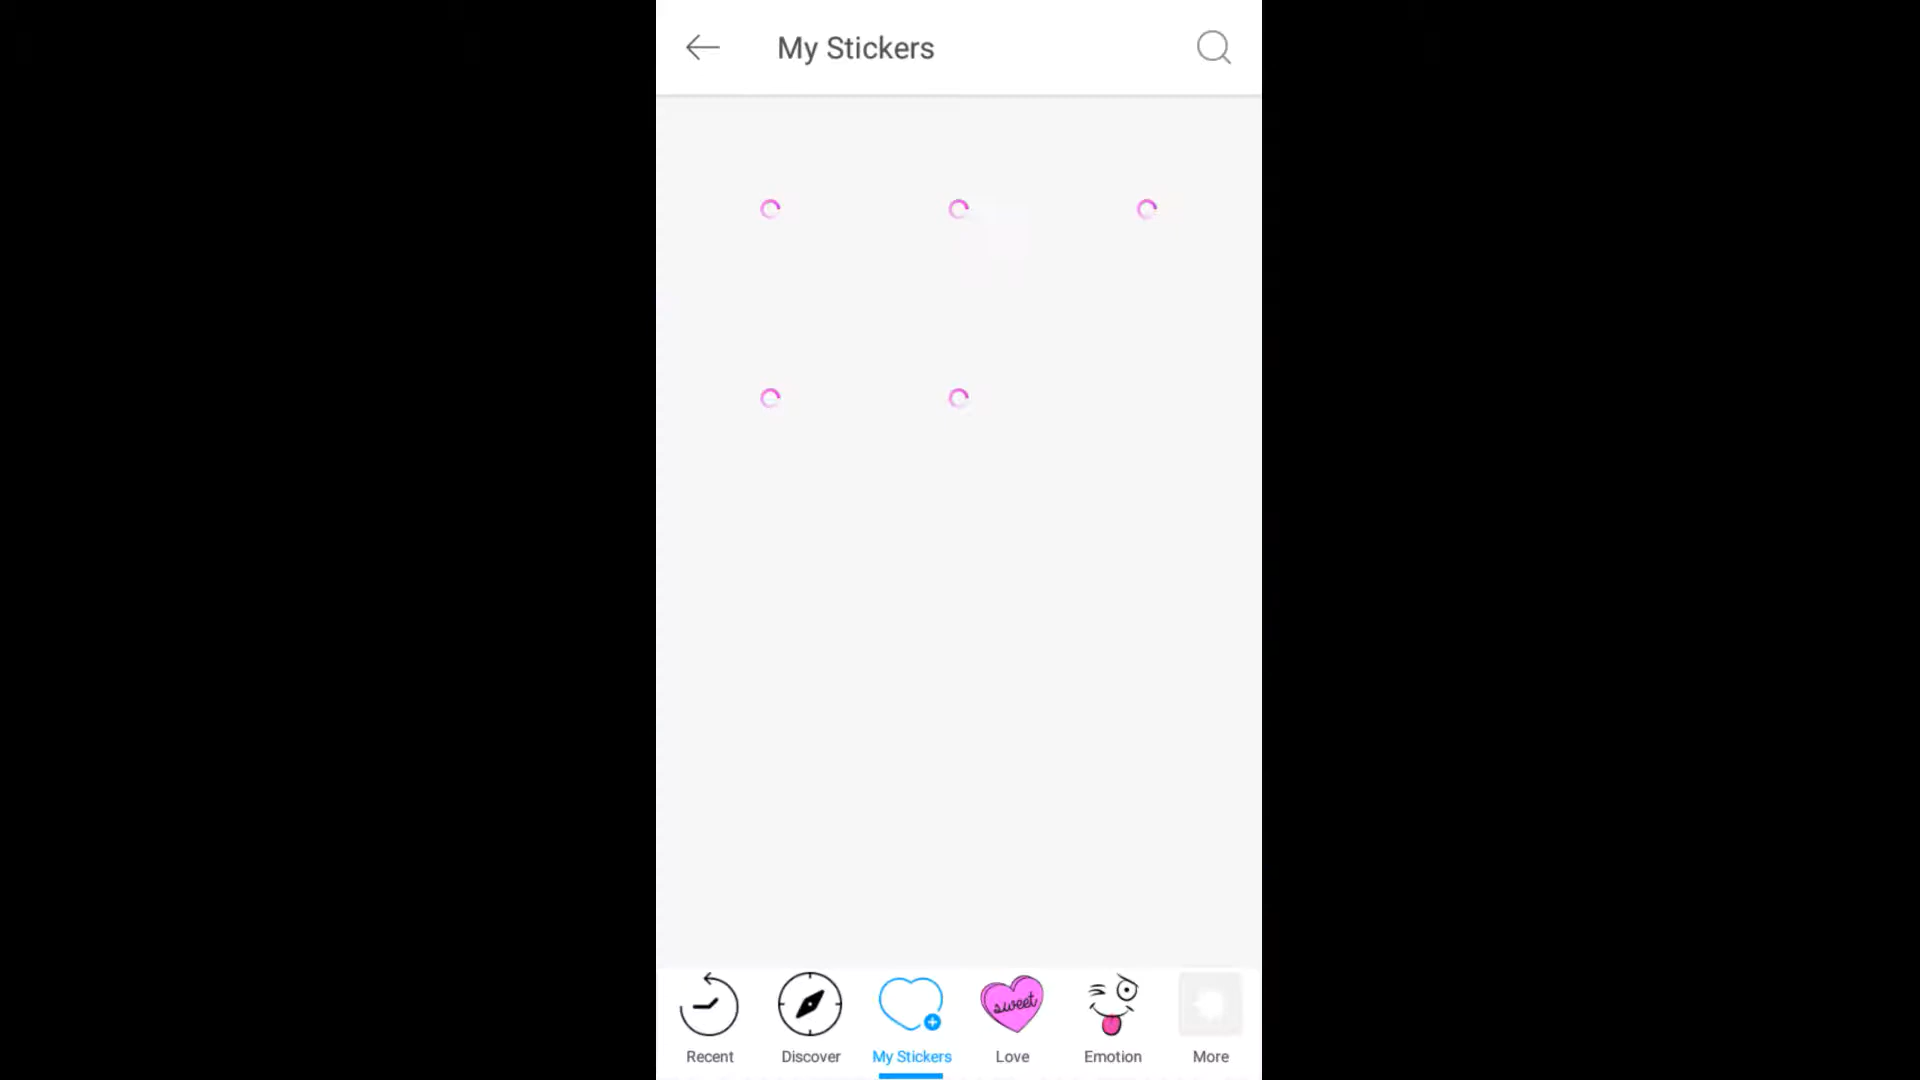 My Stickers
sweet
Recent
Discover
My Stickers
Love
Emotion
More